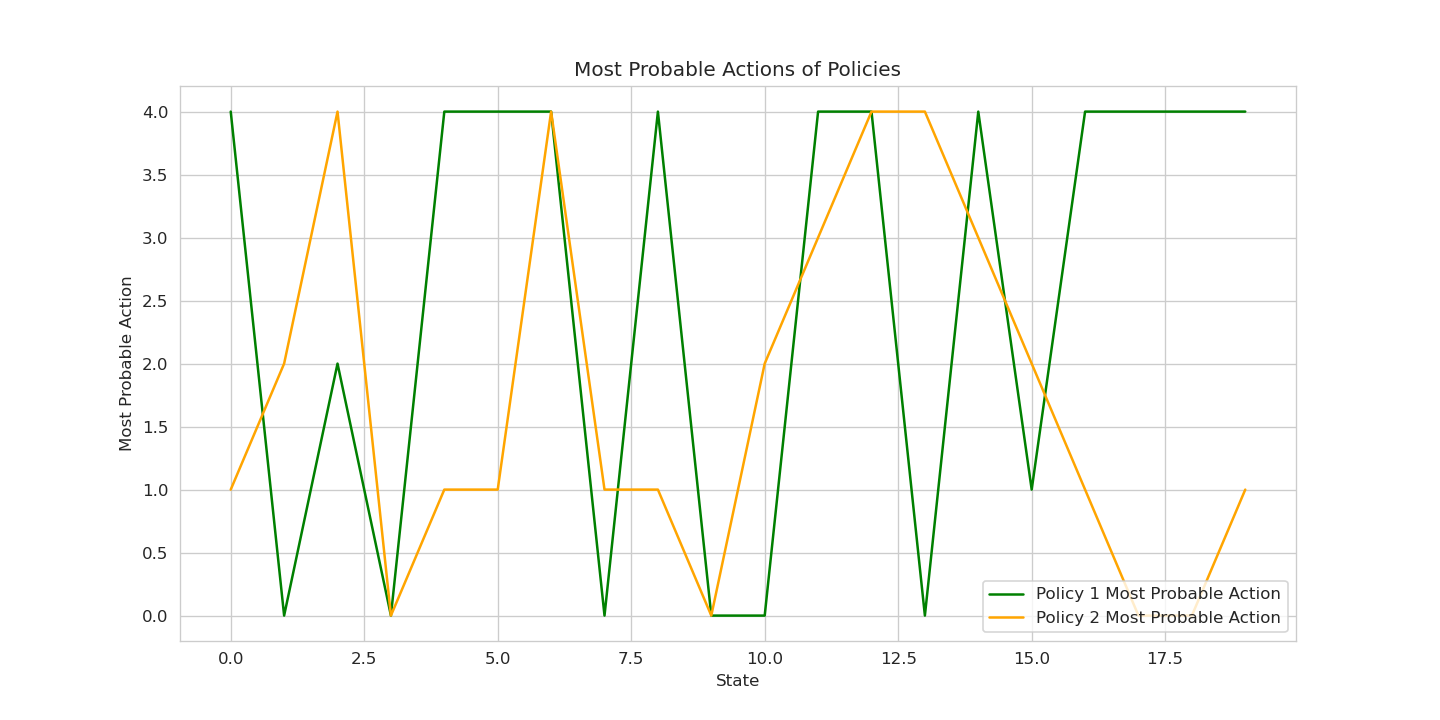 Most Probable Actions of Policies
Most Probable Action
4.0
3.5
3.0
2.5
2.0
1.5
1.0
0.5
0.0
Policy 1 Most Probable Action
Policy 2 Most Probable Action
0.0 2.5 5.0 7.5 10.0 12.5 15.0 17.5
State